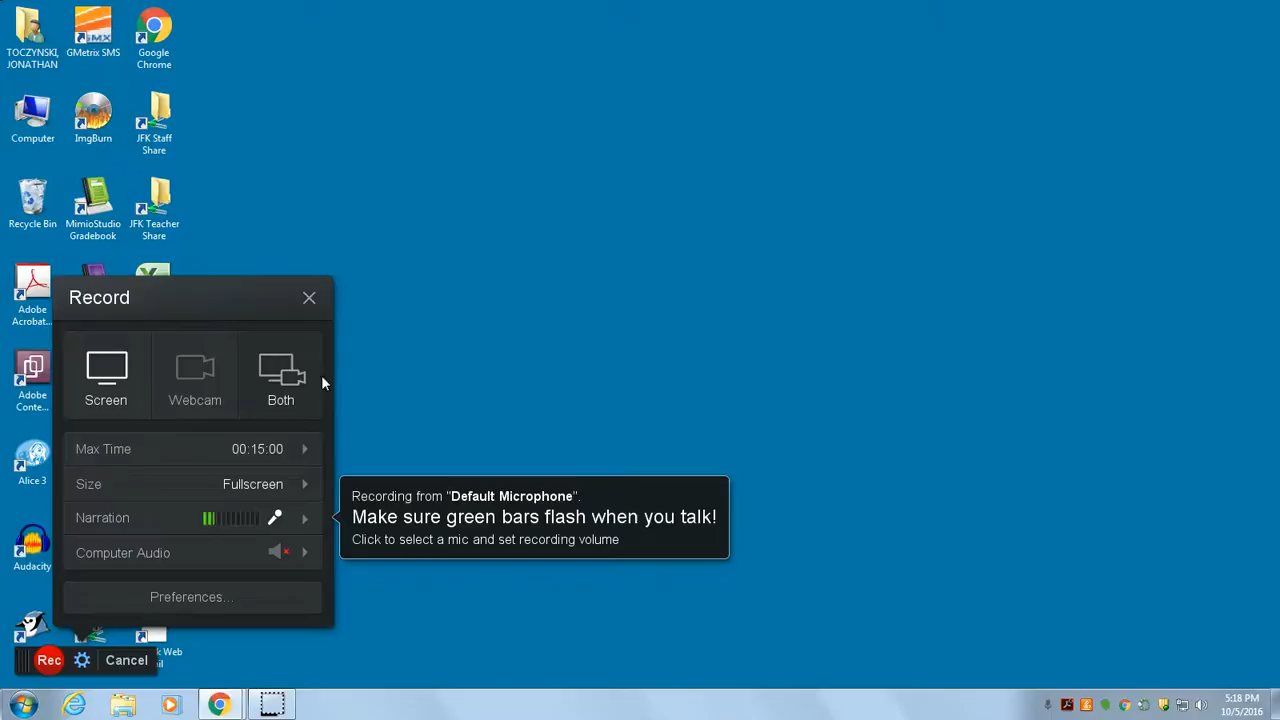 TOCZYNSKI, JONATHAN
GMetrix SMS
Google Chrome
Computer
ImgBurn
JFK Staff Share
Recycle Bin
MimioStudio Gradebook
JFK Teacher Share
Adobe Acrobat...
Adobe Conte...
Alice 3
Audacity
Record
Screen
Webcam
Both
Max Time 00:15:00
Size Fullscreen
Narration
Computer Audio
Preferences...
Recording from "Default Microphone".
Make sure green bars flash when you talk!
Click to select a mic and set recording volume
Rec
Cancel
Web
5:18 PM
10/5/2016